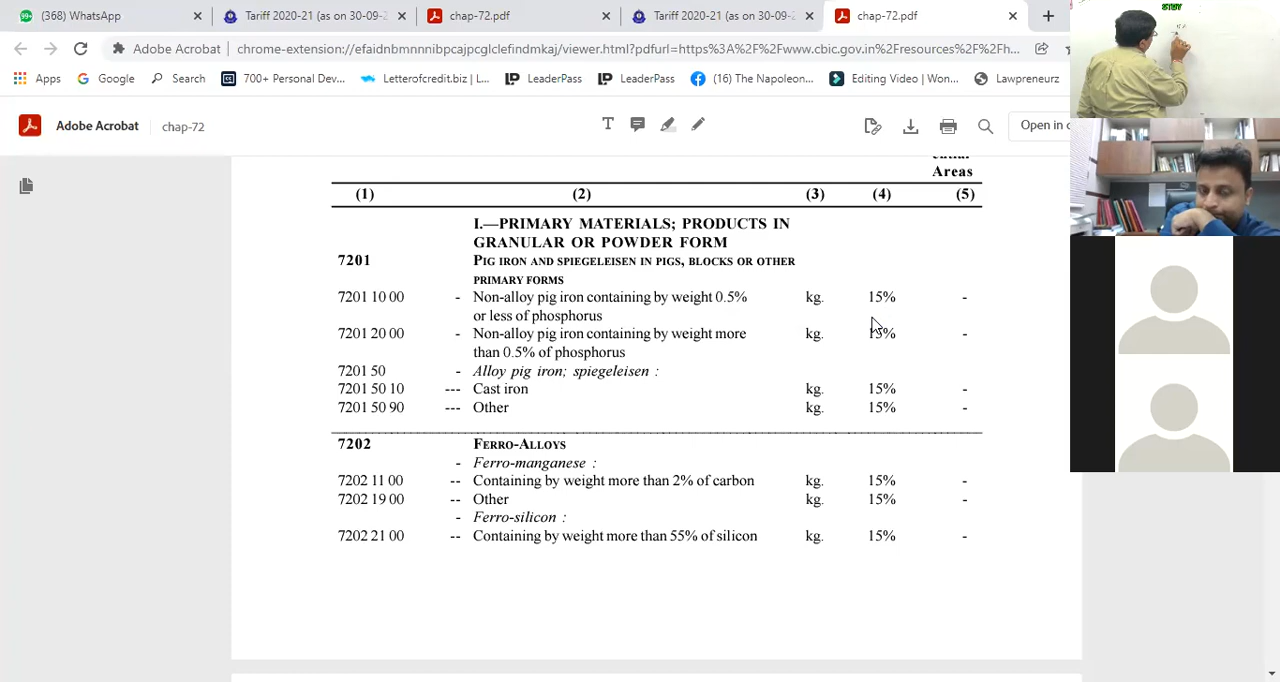 (368) WhatsApp
Tariff 2020-21 (as on 30-09-2
chap-72.pdf
Tariff 2020-21 (as on 30-09-2
chap-72.pdf
STUDY
Adobe Acrobat
chrome-extension://efaidnbmnnnibpcajpcglclefindmkaj/viewer.html?pdfurl=https%3A%2F%2Fwww.cbic.gov.in%2Fresources%2F%2Fh...
Apps
Google
Search
700+ Personal Dev...
Letterofcredit.biz | L...
LeaderPass
LeaderPass
(16) The Napoleon...
Editing Video | Won...
Lawpreneurz
Adobe Acrobat
chap-72
Open in
Areas
(1) (2) (3) (4) (5)
I.—PRIMARY MATERIALS; PRODUCTS IN
GRANULAR OR POWDER FORM
7201 PIG IRON AND SPIEGELEISEN IN PIGS, BLOCKS OR OTHER
PRIMARY FORMS
7201 10 00 - Non-alloy pig iron containing by weight 0.5% kg. 15% -
or less of phosphorus
7201 20 00 - Non-alloy pig iron containing by weight more kg. 15% -
than 0.5% of phosphorus
7201 50 - Alloy pig iron; spiegeleisen :
7201 50 10 --- Cast iron kg. 15% -
7201 50 90 --- Other kg. 15% -
7202 FERRO-ALLOYS
- Ferro-manganese :
7202 11 00 -- Containing by weight more than 2% of carbon kg. 15% -
7202 19 00 -- Other kg. 15% -
- Ferro-silicon :
7202 21 00 -- Containing by weight more than 55% of silicon kg. 15% -